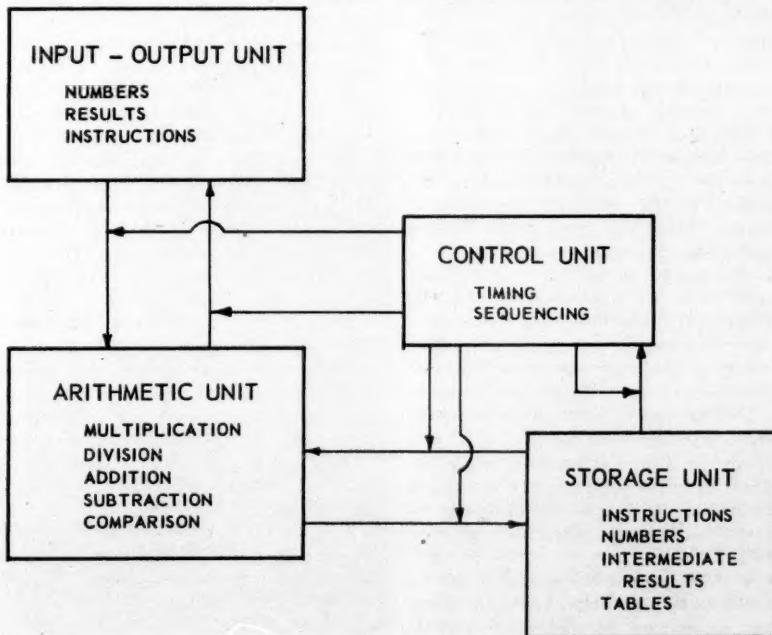 INPUT – OUTPUT UNIT
NUMBERS
RESULTS
INSTRUCTIONS
CONTROL UNIT
TIMING
SEQUENCING
ARITHMETIC UNIT
MULTIPLICATION
DIVISION
ADDITION
SUBTRACTION
COMPARISON
STORAGE UNIT
INSTRUCTIONS
NUMBERS
INTERMEDIATE
RESULTS
TABLES